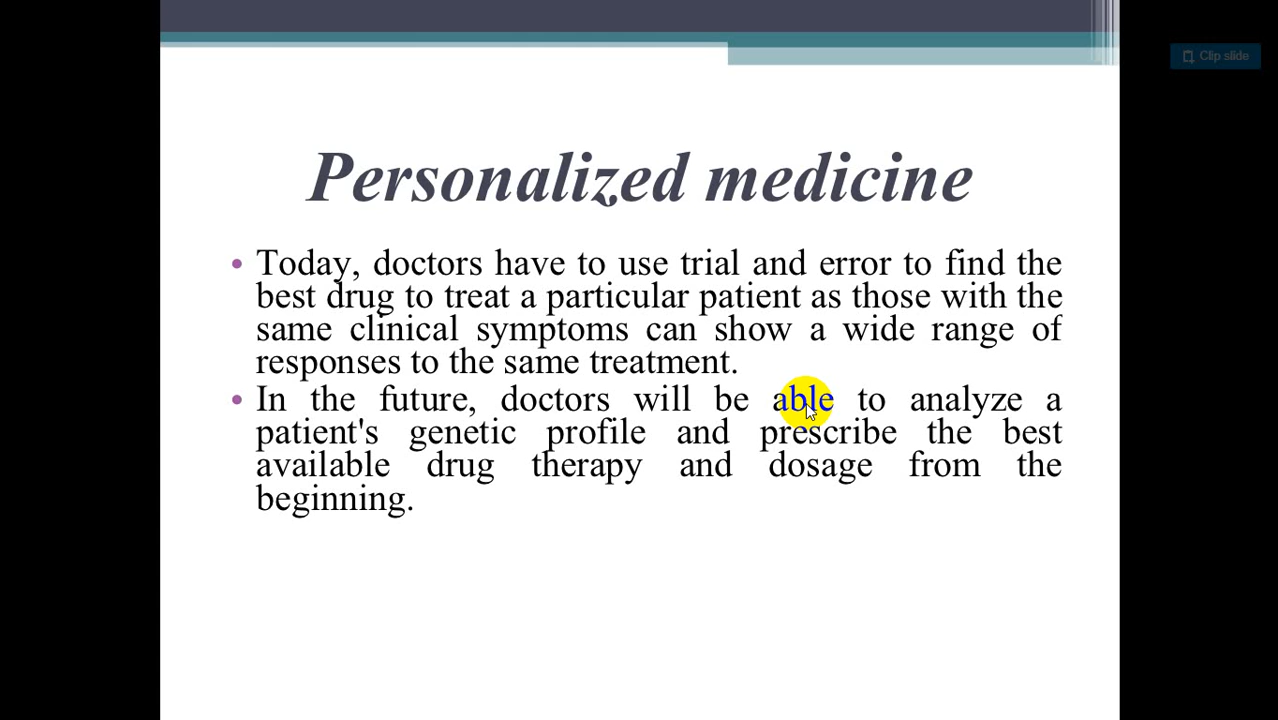 Clip slide
Personalized medicine
• Today, doctors have to use trial and error to find the
best drug to treat a particular patient as those with the
same clinical symptoms can show a wide range of
responses to the same treatment.
• In the future, doctors will be able to analyze a
patient's genetic profile and prescribe the best
available drug therapy and dosage from the
beginning.